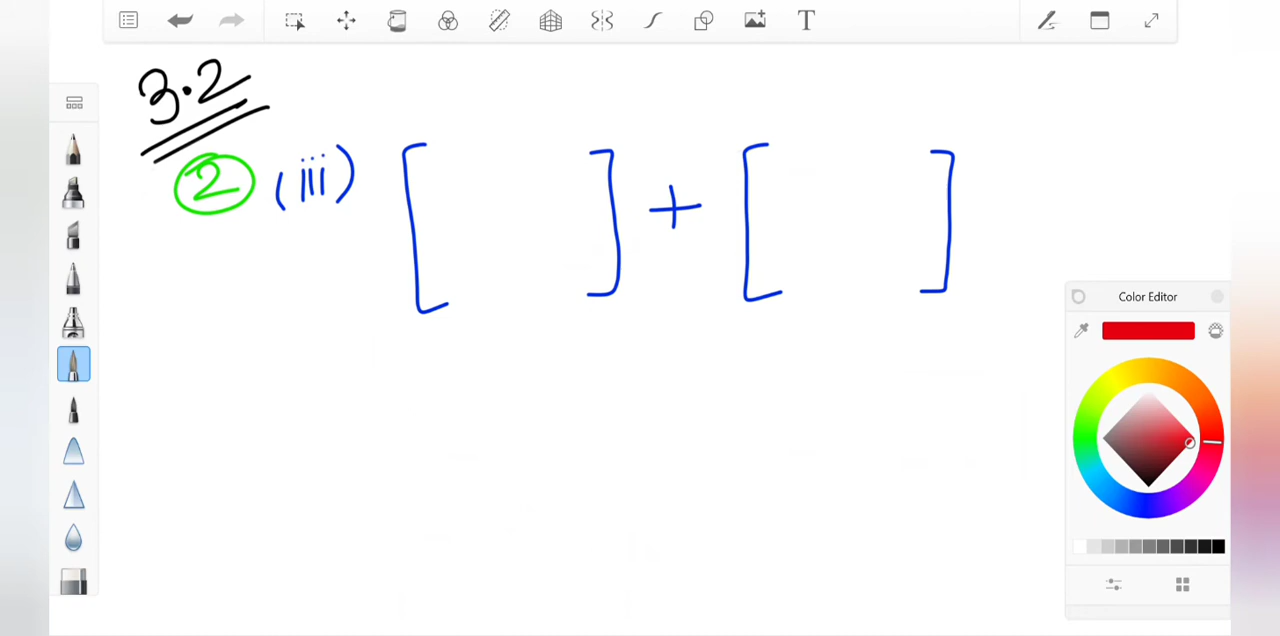 T
3.2
2 (iii) [ ] + [ ]
Color Editor